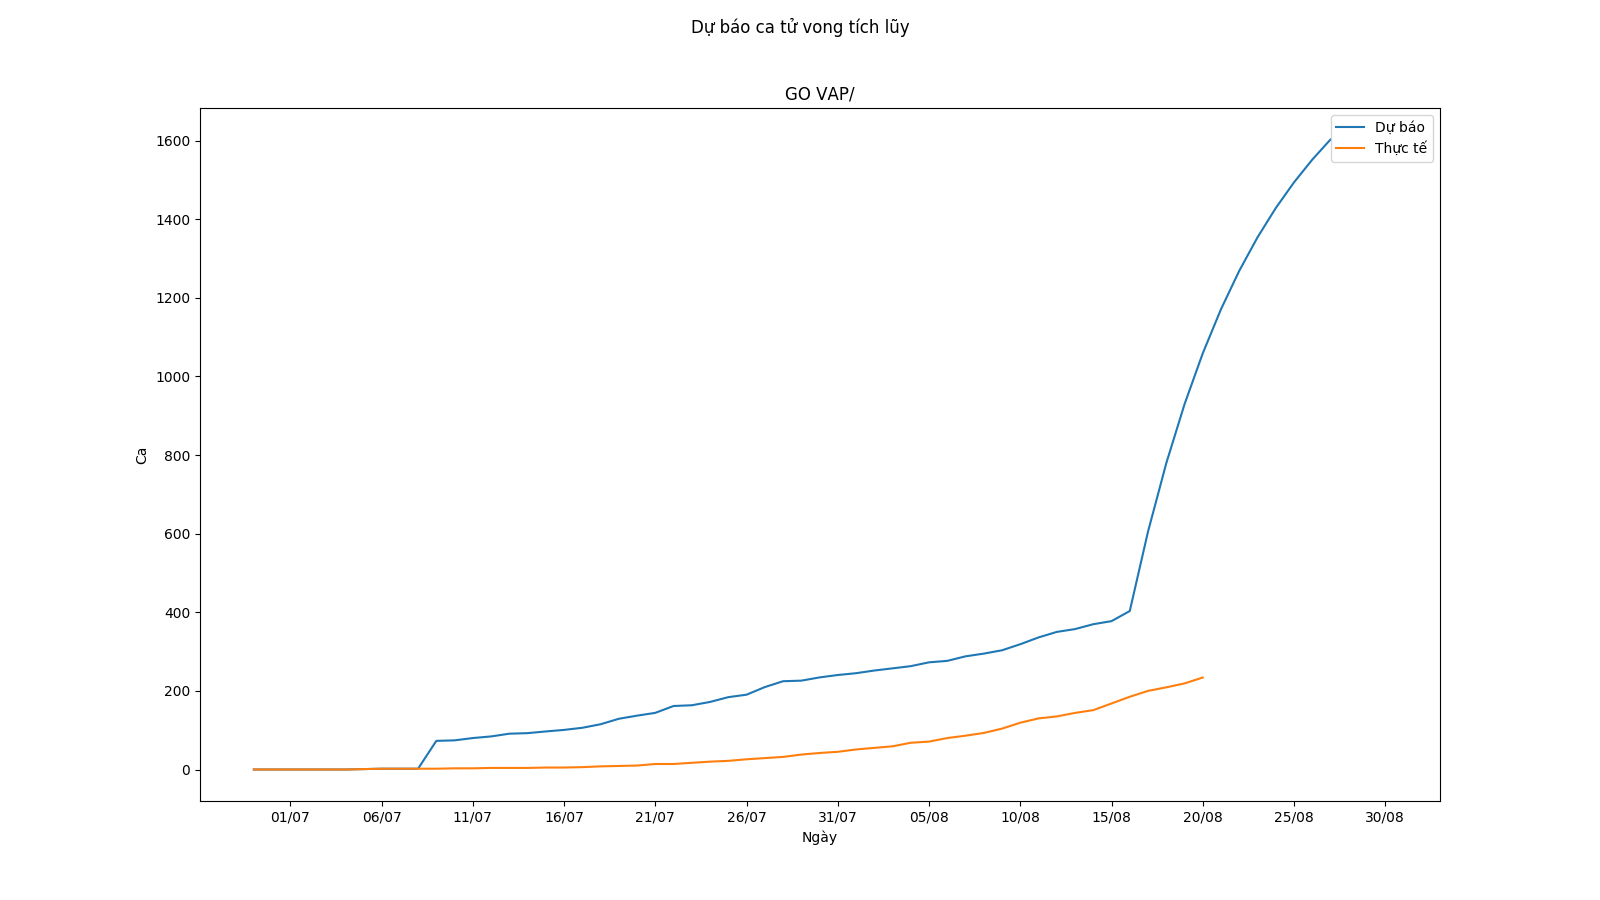 Dự báo ca tử vong tích lũy
GO VAP/
Dự báo
Thực tế
1600
1400
1200
1000
800
600
400
200
0
Ca
01/07 06/07 11/07 16/07 21/07 26/07 31/07 05/08 10/08 15/08 20/08 25/08 30/08
Ngày